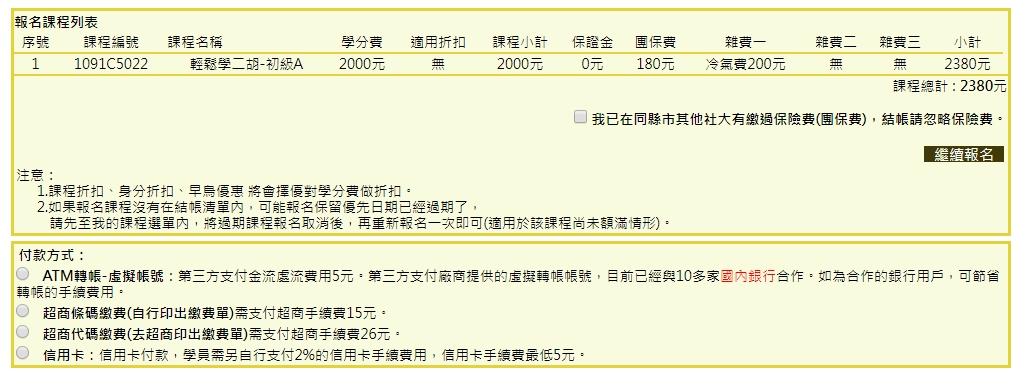 報名課程列表
序號 課程編號 課程名稱 學分費 適用折扣 課程小計 保證金 團保費 雜費一 雜費二 雜費三 小計
1 1091C5022 輕鬆學二胡-初級A 2000元 無 2000元 0元 180元 冷氣費200元 無 無 2380元
課程總計：2380元
我已在同縣市其他社大有繳過保險費(團保費)，結帳請忽略保險費。
繼續報名
注意：
1.課程折扣、身分折扣、早鳥優惠 將會擇優對學分費做折扣。
2.如果報名課程沒有在結帳清單內，可能報名保留優先日期已經過期了，
請先至我的課程選單內，將過期課程報名取消後，再重新報名一次即可(適用於該課程尚未額滿情形)。
付款方式：
ATM轉帳-虛擬帳號：第三方支付金流處流費用5元。第三方支付廠商提供的虛擬轉帳帳號，目前已經與10多家國內銀行合作。如為合作的銀行用戶，可節省
轉帳的手續費用。
超商條碼繳費(自行印出繳費單)需支付超商手續費15元。
超商代碼繳費(去超商印出繳費單)需支付超商手續費26元。
信用卡：信用卡付款，學員需另自行支付2%的信用卡手續費用，信用卡手續費最低5元。